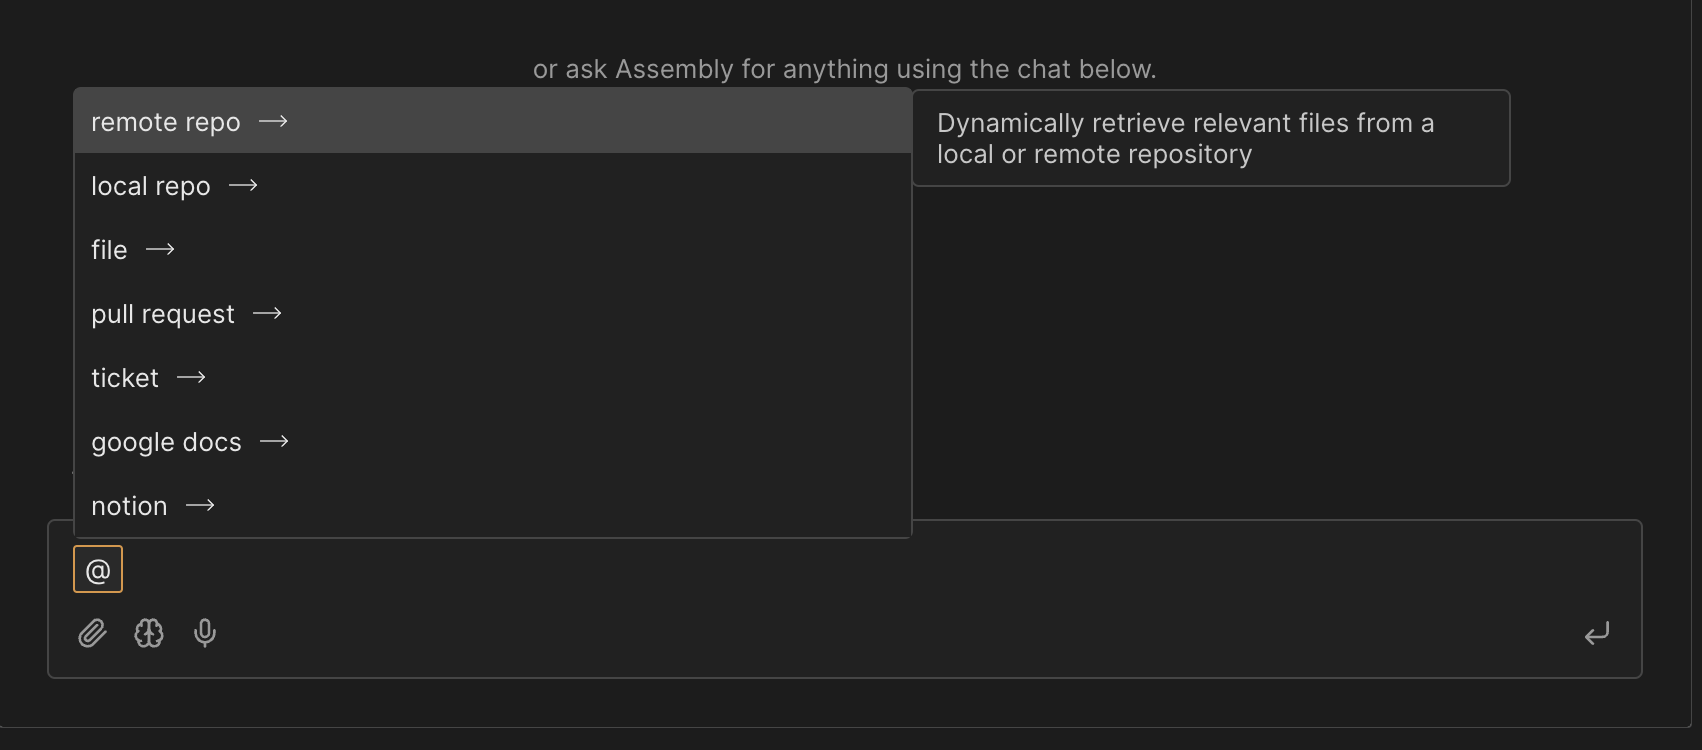 or ask Assembly for anything using the chat below.
remote repo →
Dynamically retrieve relevant files from a
local or remote repository
local repo →
file →
pull request →
ticket →
google docs →
notion →
@